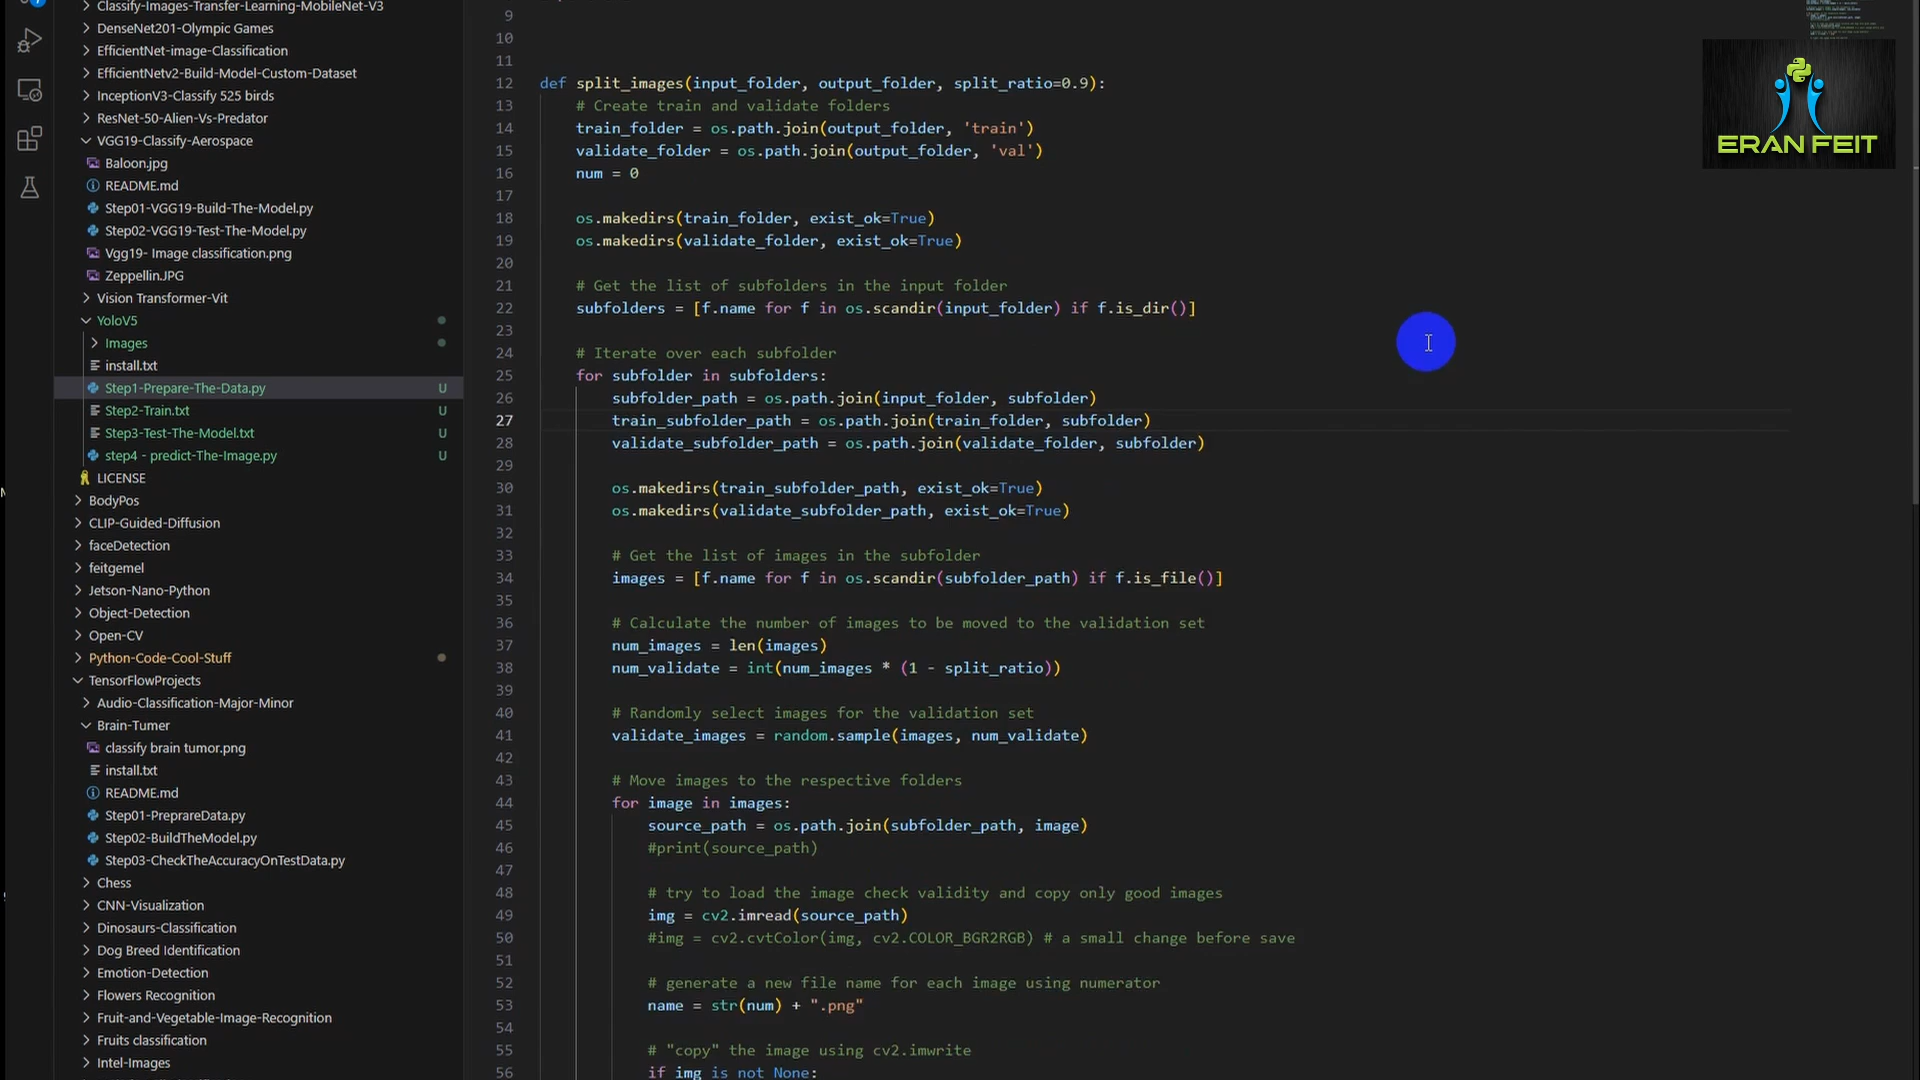 Classify-Images-Transfer-Learning-MobileNet-V3
DenseNet201-Olympic Games
EfficientNet-image-Classification
EfficientNetv2-Build-Model-Custom-Dataset
InceptionV3-Classify 525 birds
ResNet-50-Alien-Vs-Predator
VGG19-Classify-Aerospace
Baloon.jpg
README.md
Step01-VGG19-Build-The-Model.py
Step02-VGG19-Test-The-Model.py
Vgg19- Image classification.png
Zeppellin.JPG
Vision Transformer-Vit
YoloV5
Images
install.txt
Step1-Prepare-The-Data.py U
Step2-Train.txt U
Step3-Test-The-Model.txt U
step4 - predict-The-Image.py U
LICENSE
BodyPos
CLIP-Guided-Diffusion
faceDetection
feitgemel
Jetson-Nano-Python
Object-Detection
Open-CV
Python-Code-Cool-Stuff
TensorFlowProjects
Audio-Classification-Major-Minor
Brain-Tumer
classify brain tumor.png
install.txt
README.md
Step01-PreprareData.py
Step02-BuildTheModel.py
Step03-CheckTheAccuracyOnTestData.py
Chess
CNN-Visualization
Dinosaurs-Classification
Dog Breed Identification
Emotion-Detection
Flowers Recognition
Fruit-and-Vegetable-Image-Recognition
Fruits classification
Intel-Images
9
10
11
12 def split_images(input_folder, output_folder, split_ratio=0.9):
13 # Create train and validate folders
14 train_folder = os.path.join(output_folder, 'train')
15 validate_folder = os.path.join(output_folder, 'val')
16 num = 0
17
18 os.makedirs(train_folder, exist_ok=True)
19 os.makedirs(validate_folder, exist_ok=True)
20
21 # Get the list of subfolders in the input folder
22 subfolders = [f.name for f in os.scandir(input_folder) if f.is_dir()]
23
24 # Iterate over each subfolder
25 for subfolder in subfolders:
26 subfolder_path = os.path.join(input_folder, subfolder)
27 train_subfolder_path = os.path.join(train_folder, subfolder)
28 validate_subfolder_path = os.path.join(validate_folder, subfolder)
29
30 os.makedirs(train_subfolder_path, exist_ok=True)
31 os.makedirs(validate_subfolder_path, exist_ok=True)
32
33 # Get the list of images in the subfolder
34 images = [f.name for f in os.scandir(subfolder_path) if f.is_file()]
35
36 # Calculate the number of images to be moved to the validation set
37 num_images = len(images)
38 num_validate = int(num_images * (1 - split_ratio))
39
40 # Randomly select images for the validation set
41 validate_images = random.sample(images, num_validate)
42
43 # Move images to the respective folders
44 for image in images:
45 source_path = os.path.join(subfolder_path, image)
46 #print(source_path)
47
48 # try to load the image check validity and copy only good images
49 img = cv2.imread(source_path)
50 #img = cv2.cvtColor(img, cv2.COLOR_BGR2RGB) # a small change before save
51
52 # generate a new file name for each image using numerator
53 name = str(num) + ".png"
54
55 # "copy" the image using cv2.imwrite
56 if img is not None:
ERAN FEIT